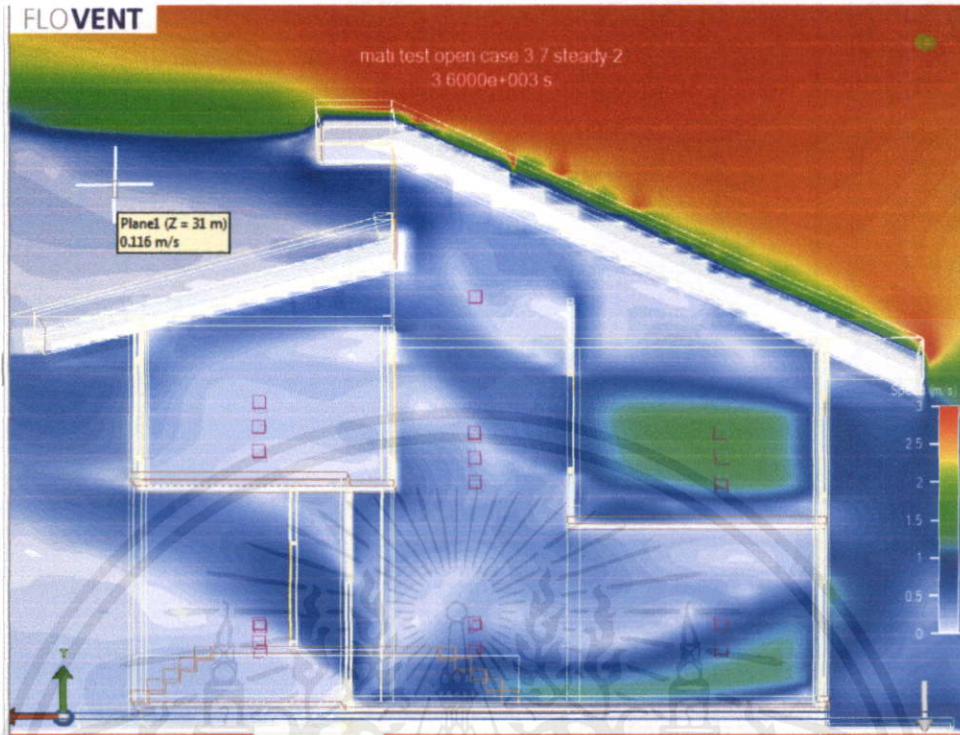 FLOVENT
mati test open case 3.7 steady-2
3.6000e+003 s
Plane1 (Z = 31 m)
0.116 m/s
3
2.5
2
1.5
1
0.5
0
Y